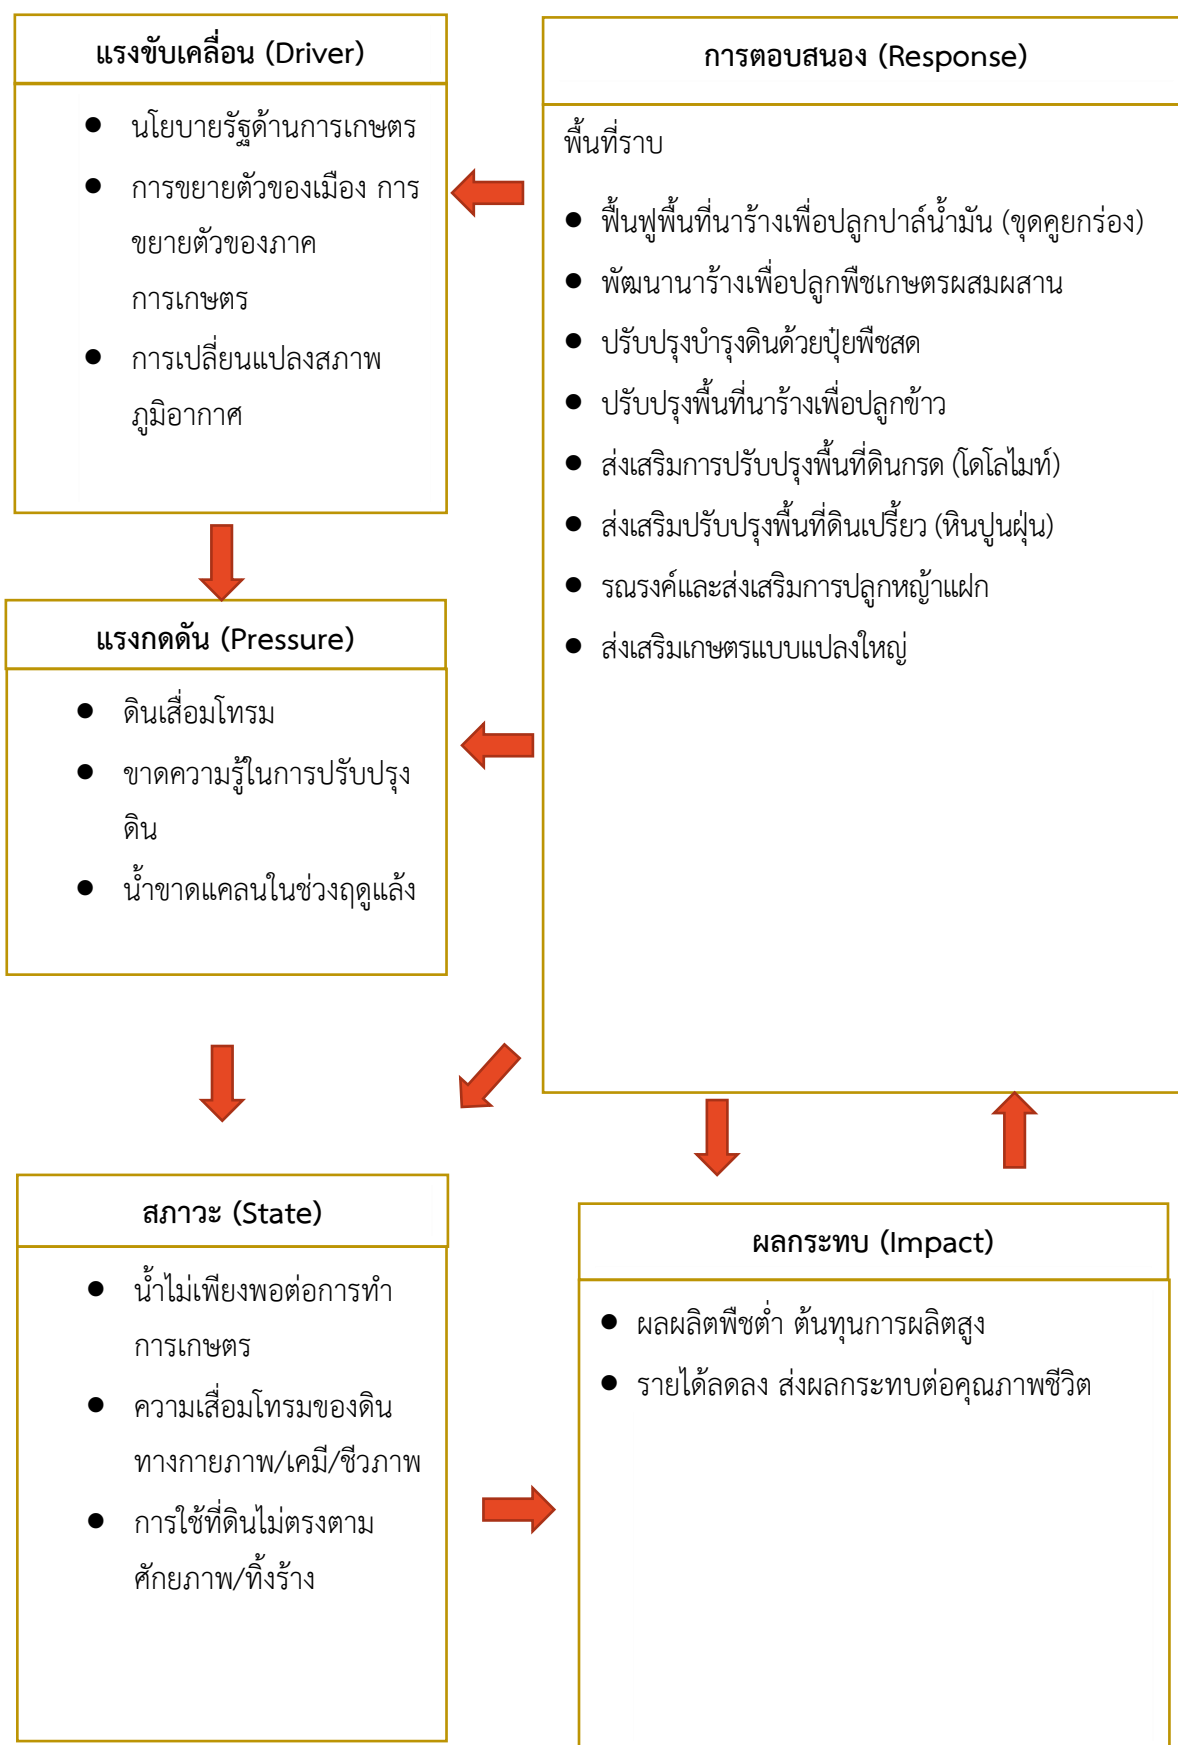 แรงขับเคลื่อน (Driver)
● นโยบายรัฐด้านการเกษตร
● การขยายตัวของเมือง การ
ขยายตัวของภาค
การเกษตร
● การเปลี่ยนแปลงสภาพ
ภูมิอากาศ
การตอบสนอง (Response)
พื้นที่ราบ
● ฟื้นฟูพื้นที่นาร้างเพื่อปลูกปาล์น้ำมัน (ขุดคูยกร่อง)
● พัฒนานาร้างเพื่อปลูกพืชเกษตรผสมผสาน
● ปรับปรุงบำรุงดินด้วยปุ๋ยพืชสด
● ปรับปรุงพื้นที่นาร้างเพื่อปลูกข้าว
● ส่งเสริมการปรับปรุงพื้นที่ดินกรด (โดโลไมท์)
● ส่งเสริมปรับปรุงพื้นที่ดินเปรี้ยว (หินปูนฝุ่น)
● รณรงค์และส่งเสริมการปลูกหญ้าแฝก
● ส่งเสริมเกษตรแบบแปลงใหญ่
แรงกดดัน (Pressure)
● ดินเสื่อมโทรม
● ขาดความรู้ในการปรับปรุง
ดิน
● น้ำขาดแคลนในช่วงฤดูแล้ง
สภาวะ (State)
● น้ำไม่เพียงพอต่อการทำ
การเกษตร
● ความเสื่อมโทรมของดิน
ทางกายภาพ/เคมี/ชีวภาพ
● การใช้ที่ดินไม่ตรงตาม
ศักยภาพ/ทิ้งร้าง
ผลกระทบ (Impact)
● ผลผลิตพืชต่ำ ต้นทุนการผลิตสูง
● รายได้ลดลง ส่งผลกระทบต่อคุณภาพชีวิต